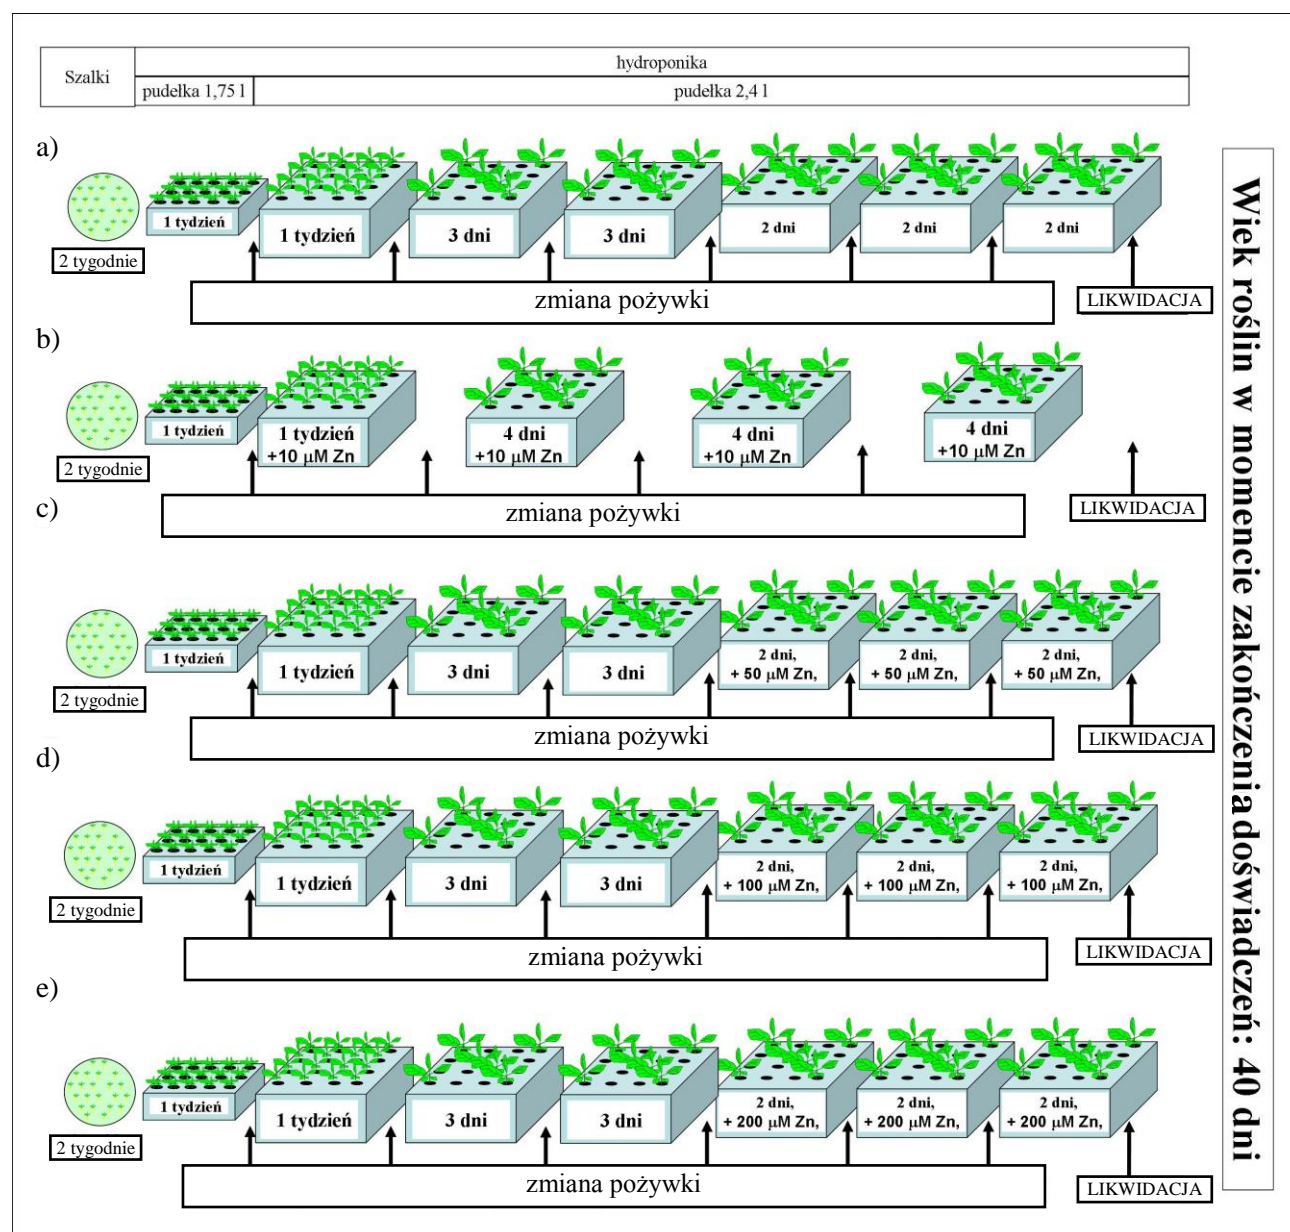 Szalki
hydroponika
pudełka 1,75 l
pudełka 2,4 l
a)
1 tydzień
1 tydzień
3 dni
3 dni
2 dni
2 dni
2 dni
2 tygodnie
zmiana pożywki
LIKWIDACJA
b)
1 tydzień
1 tydzień
+10 µM Zn
4 dni
+10 µM Zn
4 dni
+10 µM Zn
4 dni
+10 µM Zn
2 tygodnie
zmiana pożywki
LIKWIDACJA
c)
1 tydzień
1 tydzień
3 dni
3 dni
2 dni,
+ 50 µM Zn,
2 dni,
+ 50 µM Zn,
2 dni,
+ 50 µM Zn,
2 tygodnie
zmiana pożywki
LIKWIDACJA
d)
1 tydzień
1 tydzień
3 dni
3 dni
2 dni,
+ 100 µM Zn,
2 dni,
+ 100 µM Zn,
2 dni,
+ 100 µM Zn,
2 tygodnie
zmiana pożywki
LIKWIDACJA
e)
1 tydzień
1 tydzień
3 dni
3 dni
2 dni,
+ 200 µM Zn,
2 dni,
+ 200 µM Zn,
2 dni,
+ 200 µM Zn,
2 tygodnie
zmiana pożywki
LIKWIDACJA
Wiek roślin w momencie zakończenia doświadczeń: 40 dni